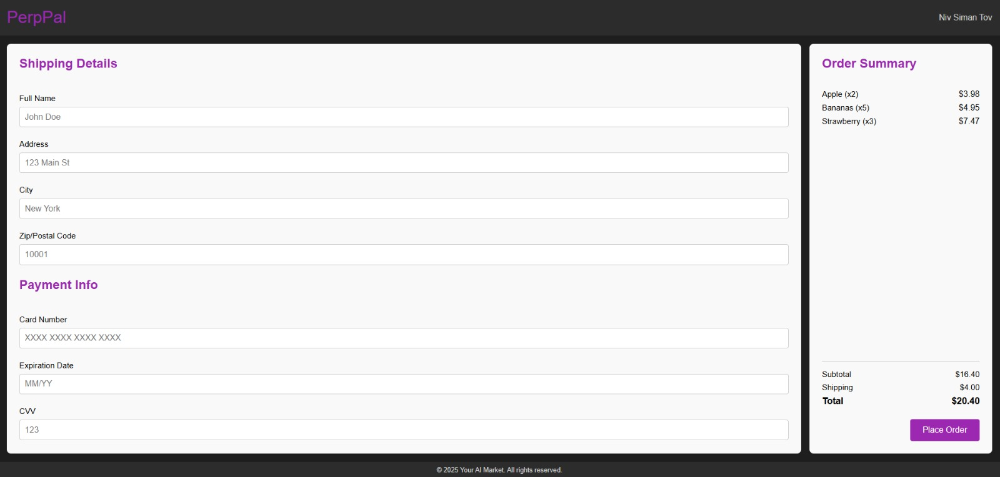 PerpPal
Niv Siman Tov
Shipping Details
Full Name
John Doe
Address
123 Main St
City
New York
Zip/Postal Code
10001
Payment Info
Card Number
XXXX XXXX XXXX XXXX
Expiration Date
MM/YY
CVV
123
Order Summary
Apple (x2) $3.98
Bananas (x5) $4.95
Strawberry (x3) $7.47
Subtotal $16.40
Shipping $4.00
Total $20.40
Place Order
© 2025 Your AI Market. All rights reserved.